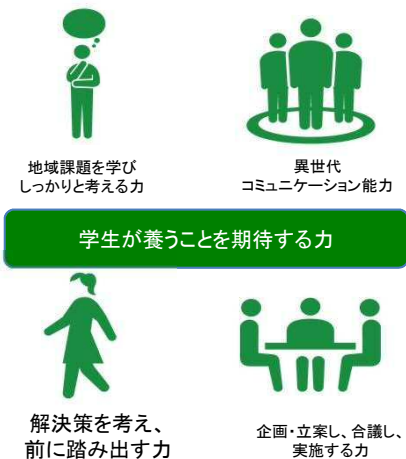 地域課題を学び
しっかりと考える力
異世代
コミュニケーション能力
学生が養うことを期待する力
解決策を考え、
前に踏み出す力
企画・立案し、合議し、
実施する力